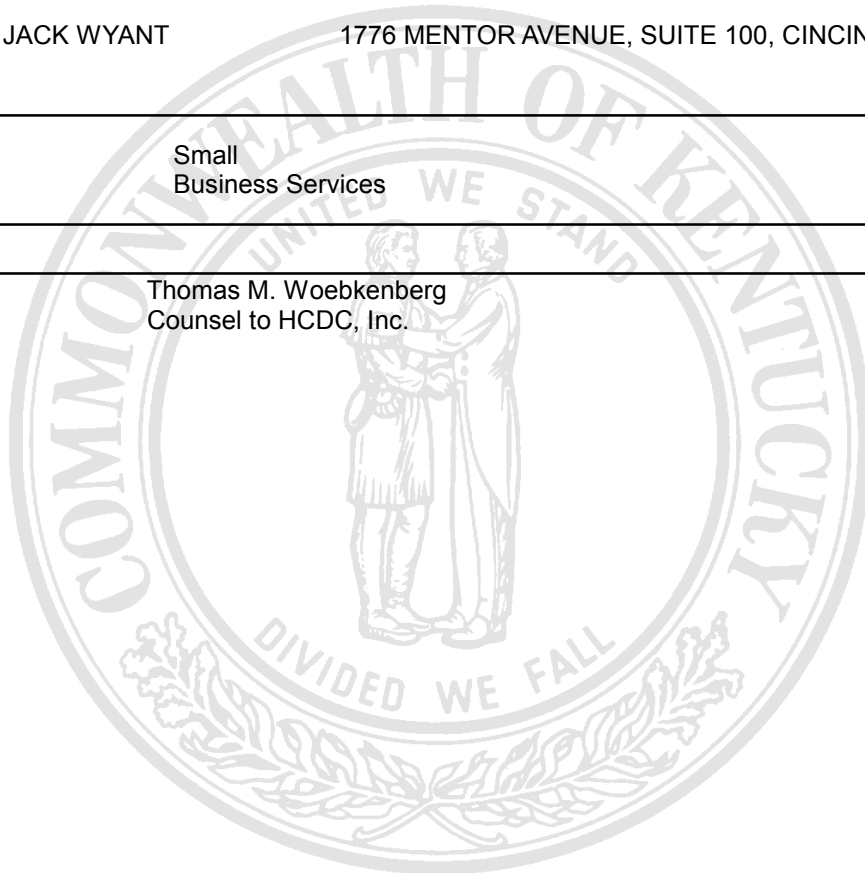 JACK WYANT 1776 MENTOR AVENUE, SUITE 100, CINCIN
Small
Business Services
Thomas M. Woebkenberg
Counsel to HCDC, Inc.
COMMONWEALTH OF KENTUCKY
UNITED WE STAND
DIVIDED WE FALL